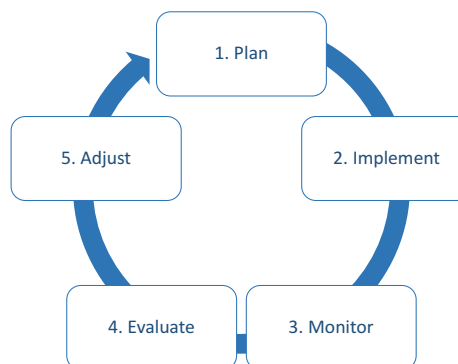 1. Plan
2. Implement
3. Monitor
4. Evaluate
5. Adjust